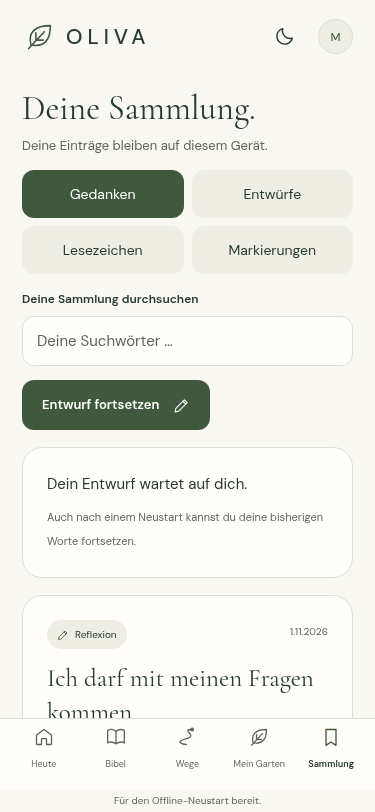 OLIVA
M
Deine Sammlung.
Deine Einträge bleiben auf diesem Gerät.
Gedanken
Entwürfe
Lesezeichen
Markierungen
Deine Sammlung durchsuchen
Deine Suchwörter ...
Entwurf fortsetzen
Dein Entwurf wartet auf dich.
Auch nach einem Neustart kannst du deine bisherigen
Worte fortsetzen.
Reflexion
1.11.2026
Ich darf mit meinen Fragen
kommen
Heute
Bibel
Wege
Mein Garten
Sammlung
Für den Offline-Neustart bereit.